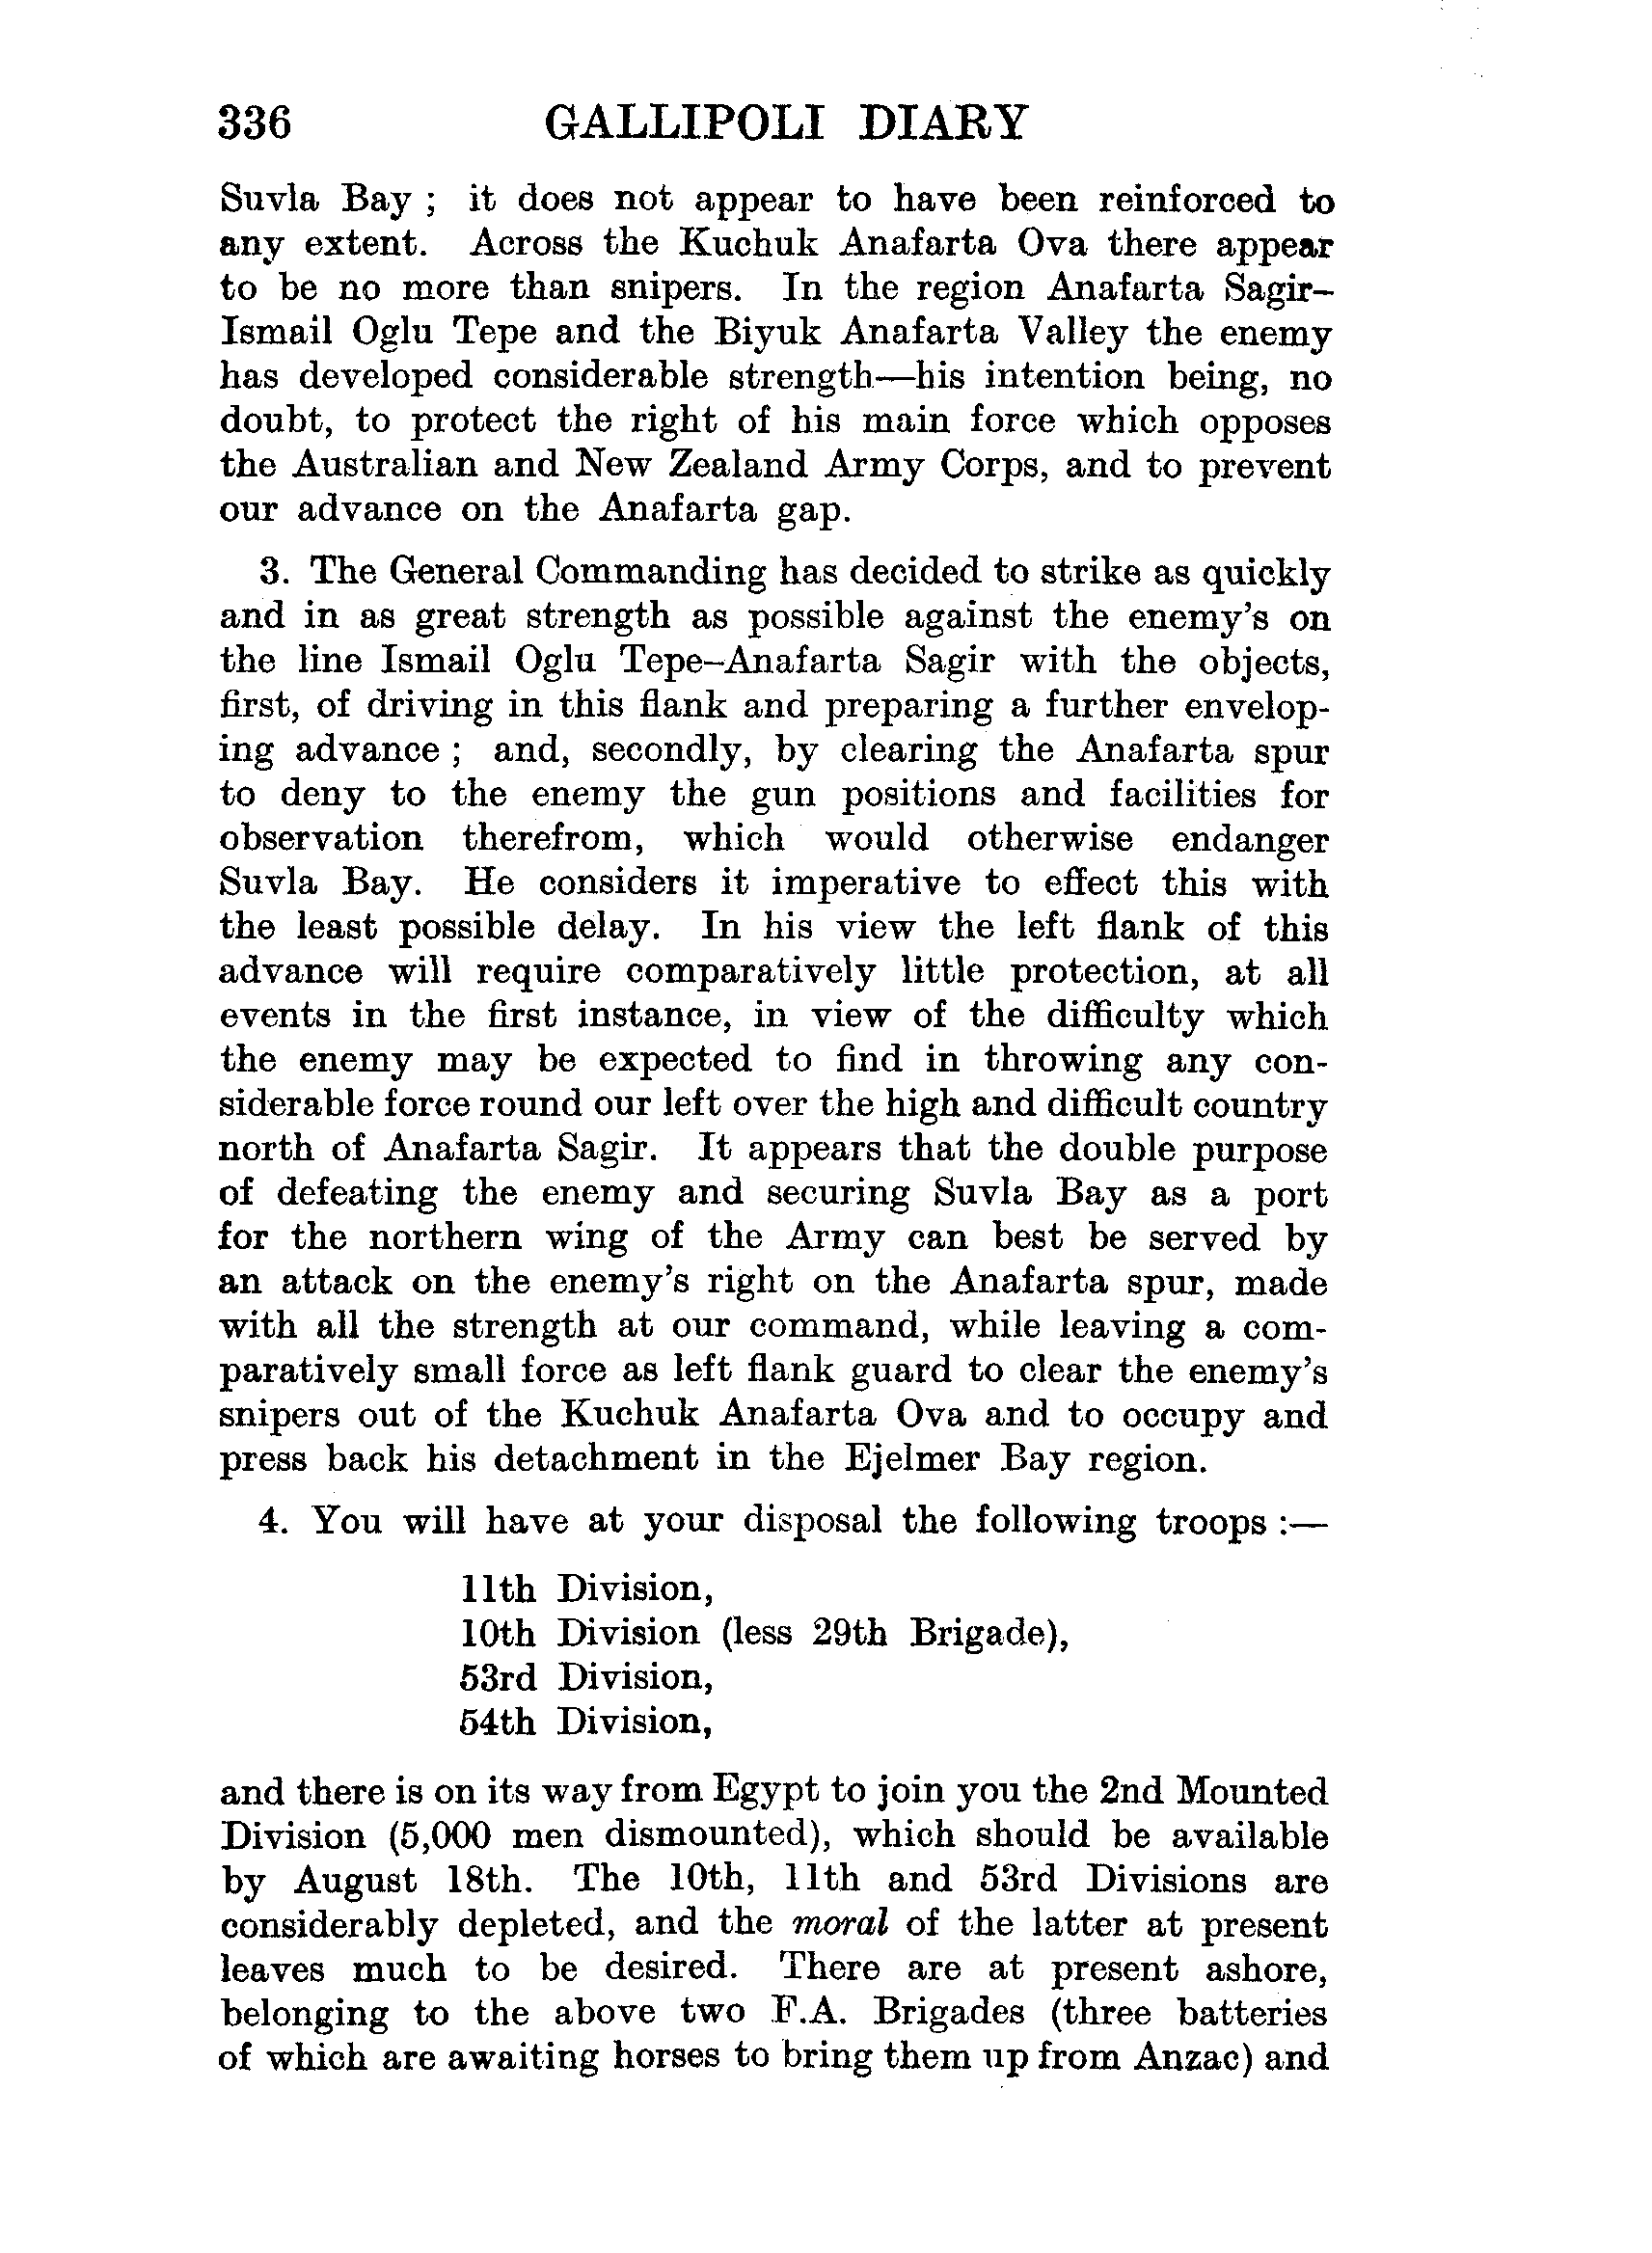 336 GALLIPOLI DIARY
Suvla Bay ; it does not appear to have been reinforced to
any extent. Across the Kuchuk Anafarta Ova there appear
to be no more than snipers. In the region Anafarta Sagir–
Ismail Oglu Tepe and the Biyuk Anafarta Valley the enemy
has developed considerable strength—his intention being, no
doubt, to protect the right of his main force which opposes
the Australian and New Zealand Army Corps, and to prevent
our advance on the Anafarta gap.
3. The General Commanding has decided to strike as quickly
and in as great strength as possible against the enemy's on
the line Ismail Oglu Tepe–Anafarta Sagir with the objects,
first, of driving in this flank and preparing a further envelop-
ing advance ; and, secondly, by clearing the Anafarta spur
to deny to the enemy the gun positions and facilities for
observation therefrom, which would otherwise endanger
Suvla Bay. He considers it imperative to effect this with
the least possible delay. In his view the left flank of this
advance will require comparatively little protection, at all
events in the first instance, in view of the difficulty which
the enemy may be expected to find in throwing any con-
siderable force round our left over the high and difficult country
north of Anafarta Sagir. It appears that the double purpose
of defeating the enemy and securing Suvla Bay as a port
for the northern wing of the Army can best be served by
an attack on the enemy's right on the Anafarta spur, made
with all the strength at our command, while leaving a com-
paratively small force as left flank guard to clear the enemy's
snipers out of the Kuchuk Anafarta Ova and to occupy and
press back his detachment in the Ejelmer Bay region.
4. You will have at your disposal the following troops :—
11th Division,
10th Division (less 29th Brigade),
53rd Division,
54th Division,
and there is on its way from Egypt to join you the 2nd Mounted
Division (5,000 men dismounted), which should be available
by August 18th. The 10th, 11th and 53rd Divisions are
considerably depleted, and the moral of the latter at present
leaves much to be desired. There are at present ashore,
belonging to the above two F.A. Brigades (three batteries
of which are awaiting horses to bring them up from Anzac) and